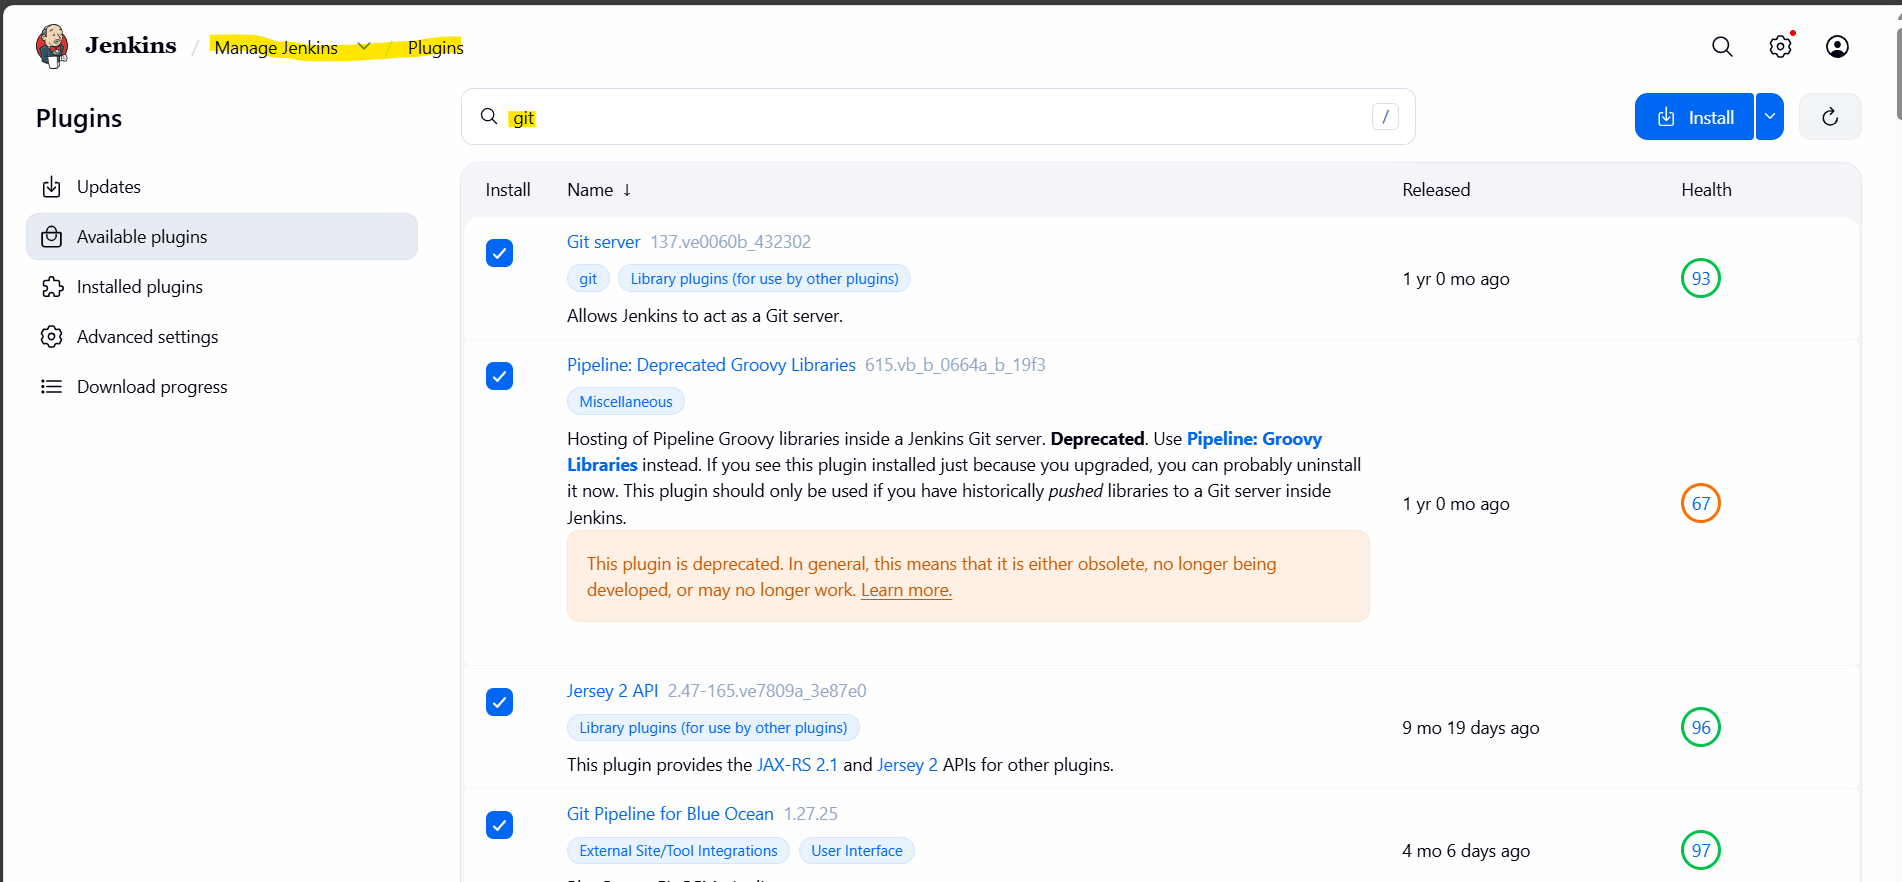 Jenkins / Manage Jenkins / Plugins
Plugins
git
/
Install
Updates
Available plugins
Installed plugins
Advanced settings
Download progress
Install Name ↓ Released Health
Git server 137.ve0060b_432302
git Library plugins (for use by other plugins)
Allows Jenkins to act as a Git server.
1 yr 0 mo ago
93
Pipeline: Deprecated Groovy Libraries 615.vb_b_0664a_b_19f3
Miscellaneous
Hosting of Pipeline Groovy libraries inside a Jenkins Git server. Deprecated. Use Pipeline: Groovy
Libraries instead. If you see this plugin installed just because you upgraded, you can probably uninstall
it now. This plugin should only be used if you have historically pushed libraries to a Git server inside
Jenkins.
1 yr 0 mo ago
67
This plugin is deprecated. In general, this means that it is either obsolete, no longer being
developed, or may no longer work. Learn more.
Jersey 2 API 2.47-165.ve7809a_3e87e0
Library plugins (for use by other plugins)
This plugin provides the JAX-RS 2.1 and Jersey 2 APIs for other plugins.
9 mo 19 days ago
96
Git Pipeline for Blue Ocean 1.27.25
External Site/Tool Integrations User Interface
4 mo 6 days ago
97